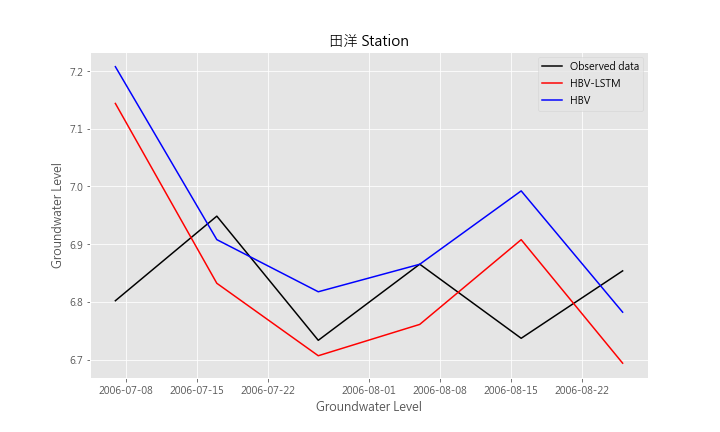 田洋 Station
Observed data
HBV-LSTM
HBV
7.2
7.1
7.0
6.9
6.8
6.7
Groundwater Level
2006-07-08 2006-07-15 2006-07-22 2006-08-01 2006-08-08 2006-08-15 2006-08-22
Groundwater Level